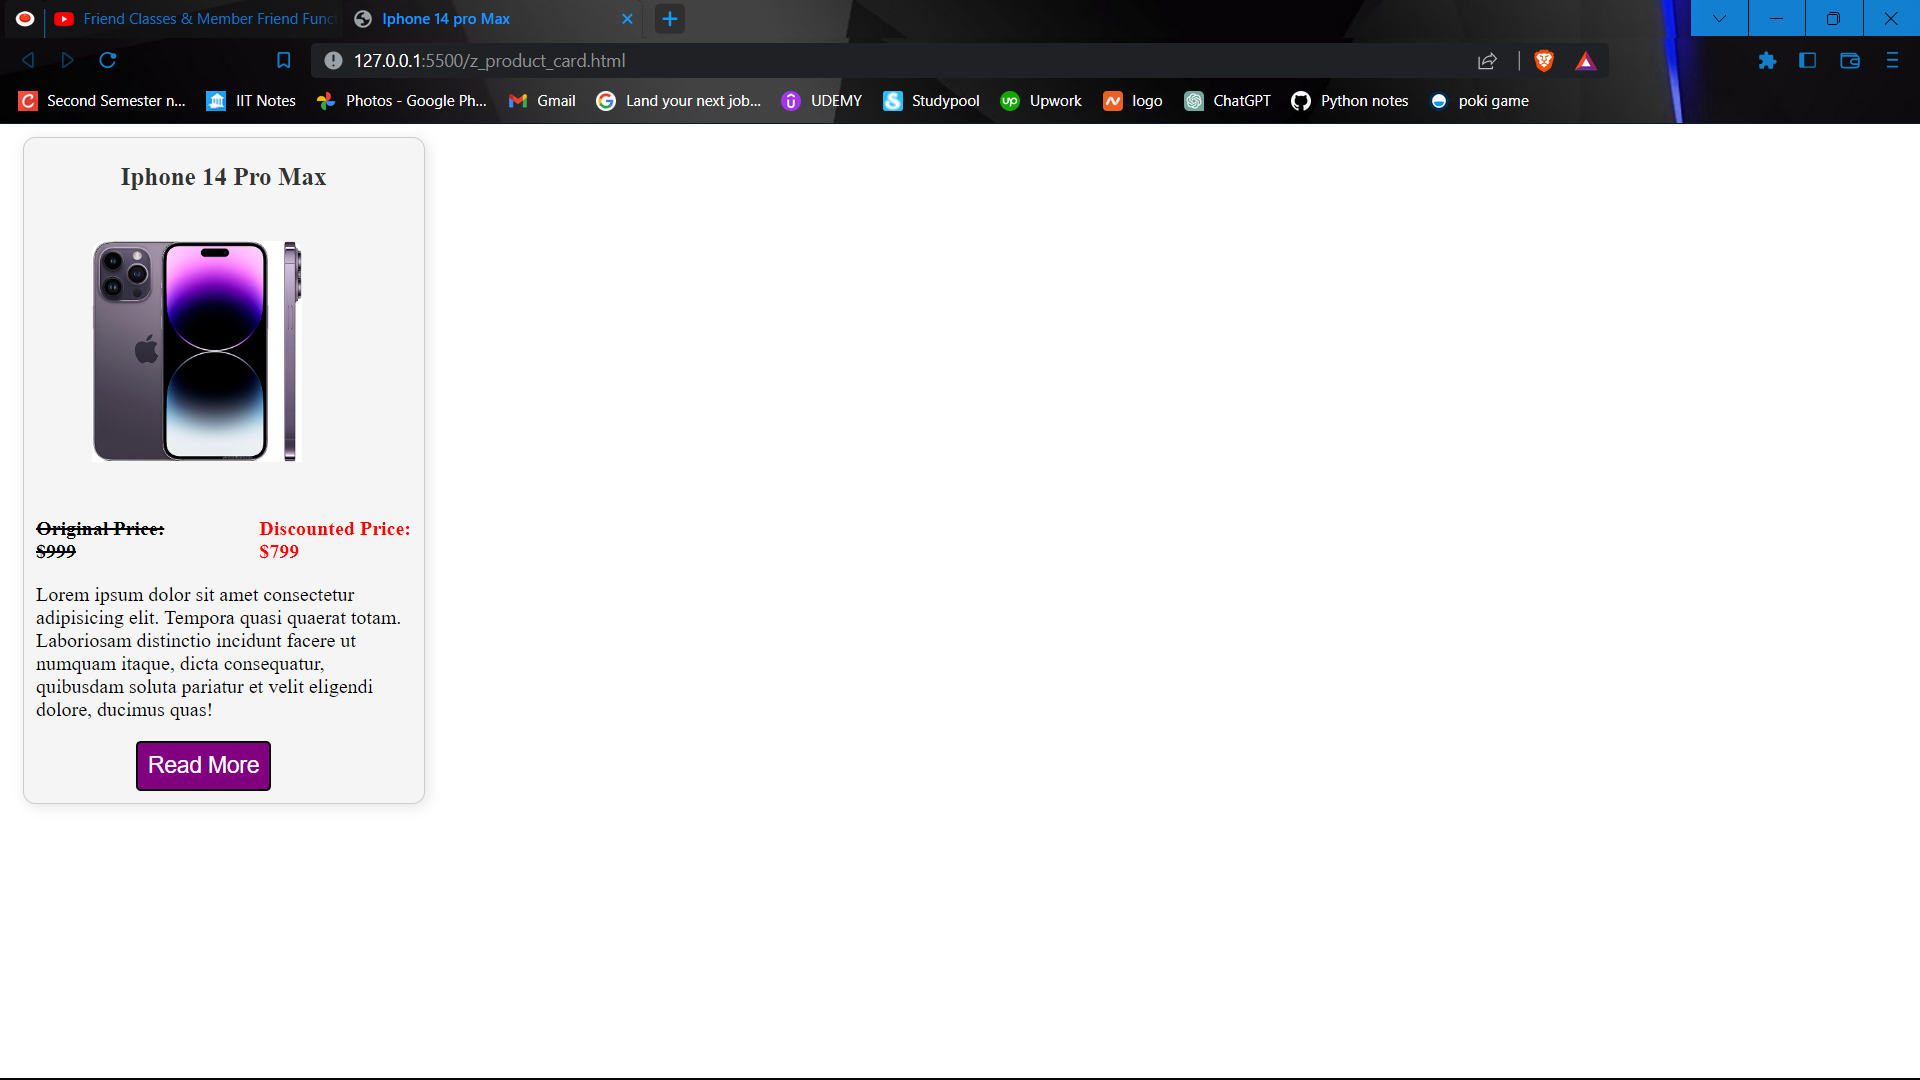 Friend Classes & Member Friend Func
Iphone 14 pro Max
127.0.0.1:5500/z_product_card.html
Second Semester n...
IIT Notes
Photos - Google Ph...
Gmail
Land your next job...
UDEMY
Studypool
Upwork
logo
ChatGPT
Python notes
poki game
Iphone 14 Pro Max
Original Price:
$999
Discounted Price:
$799
Lorem ipsum dolor sit amet consectetur
adipisicing elit. Tempora quasi quaerat totam.
Laboriosam distinctio incidunt facere ut
numquam itaque, dicta consequatur,
quibusdam soluta pariatur et velit eligendi
dolore, ducimus quas!
Read More